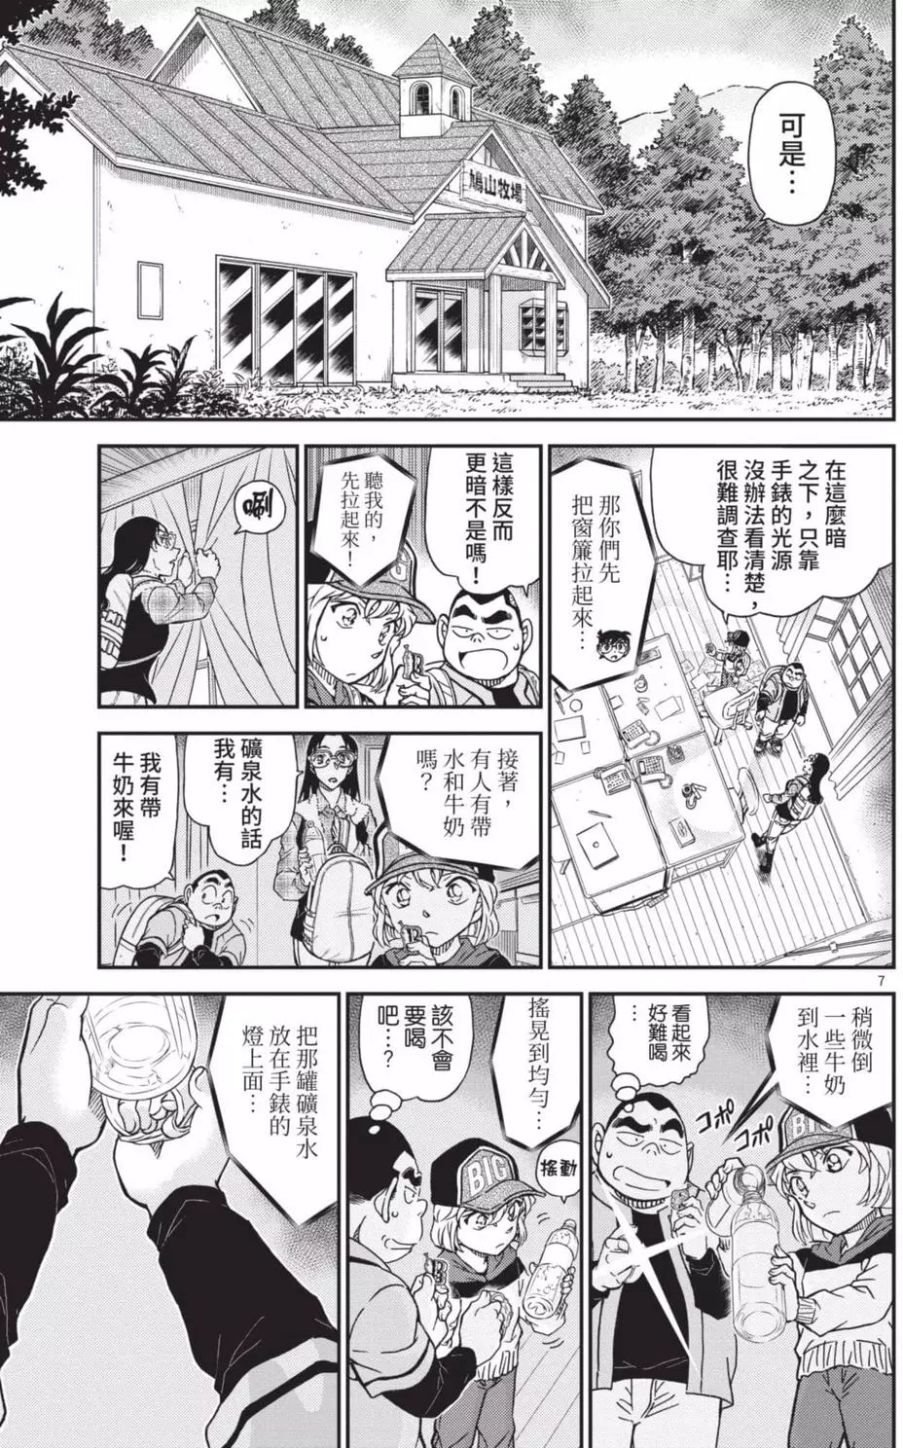 可是…
鳩山牧場
在這麼暗
之下，只靠
手錶的光源
沒辦法看清楚，
很難調查耶…
那你們先
把窗簾拉起來…
這樣反而
更暗不是嗎！
聽我的，
先拉起來！
唰
接著，
有人有帶
水和牛奶
嗎？
礦泉水的話
我有…
我有帶
牛奶來喔！
7
稍微倒
一些牛奶
到水裡…
看起來
好難喝
…
コポ
コポ
BIG
搖晃到均勻…
該不會
要喝
吧…？
搖動
BIG
把那罐礦泉水
放在手錶的
燈上面…